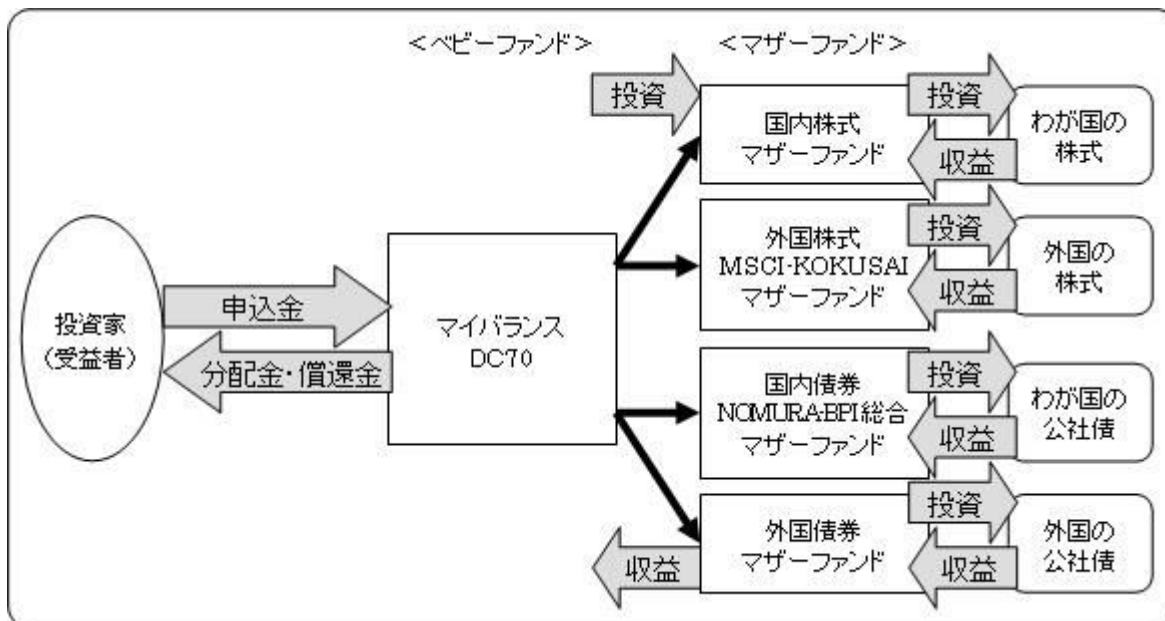 <ベビーファンド>
<マザーファンド>
投資
国内株式
マザーファンド
投資
収益
わが国の
株式
外国株式
MSCI-KOKUSAI
マザーファンド
投資
収益
外国の
株式
投資家
(受益者)
申込金
分配金・償還金
マイバランス
DC70
国内債券
NOMURA-BPI総合
マザーファンド
投資
収益
わが国の
公社債
外国債券
マザーファンド
投資
収益
外国の
公社債
収益